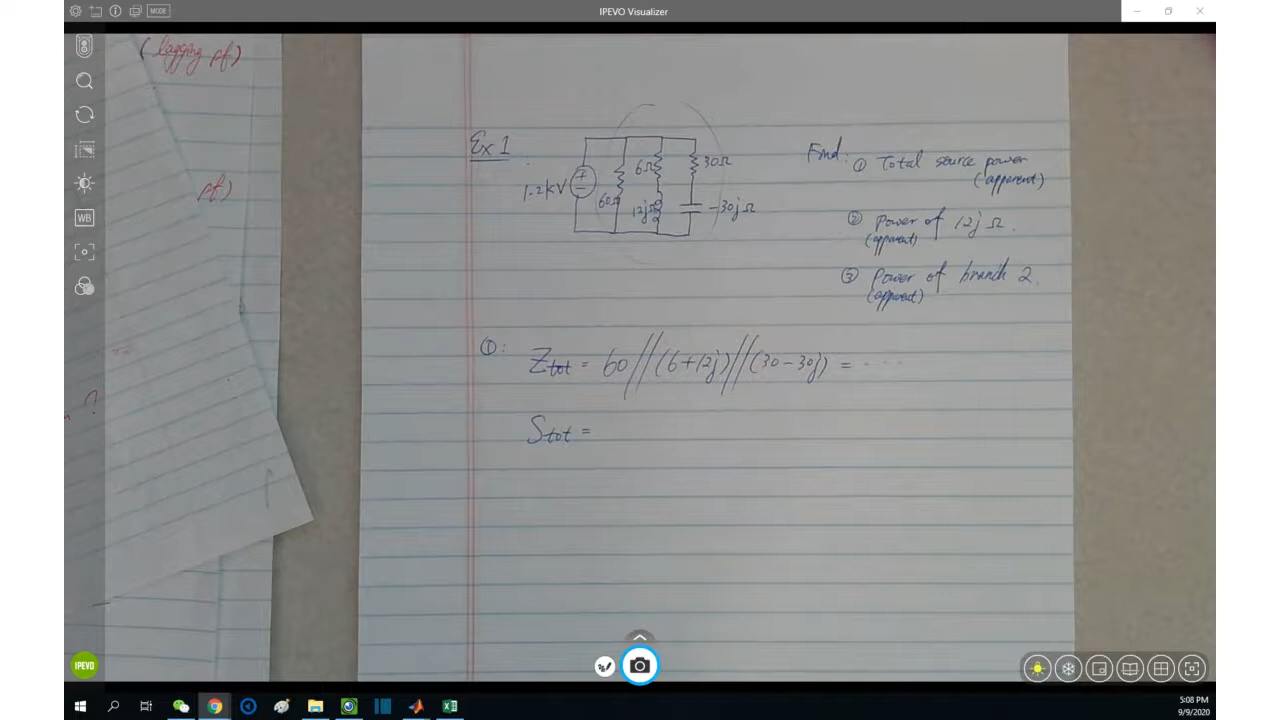 IPEVO Visualizer
MODE
(lagging pf)
pf)
?
WB
Ex 1
1.2kV
+
−
60Ω
6Ω
12jΩ
30Ω
-30jΩ
Find: ① Total source power
(apparent)
② Power of 12j Ω.
(apparent)
③ Power of branch 2.
(apparent)
①: Ztot = 60 // (6+12j) // (30-30j) = ....
Stot =
IPEVO
5:08 PM
9/9/2020